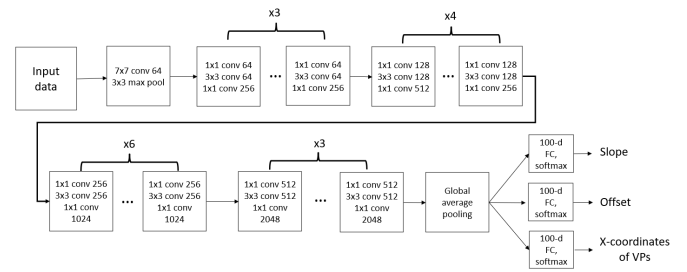 x3
x4
Input
data
7x7 conv 64
3x3 max pool
1x1 conv 64
3x3 conv 64
1x1 conv 256
...
1x1 conv 64
3x3 conv 64
1x1 conv 256
1x1 conv 128
3x3 conv 128
1x1 conv 512
...
1x1 conv 128
3x3 conv 128
1x1 conv 256
x6
x3
1x1 conv 256
3x3 conv 256
1x1 conv
1024
...
1x1 conv 256
3x3 conv 256
1x1 conv
1024
1x1 conv 512
3x3 conv 512
1x1 conv
2048
...
1x1 conv 512
3x3 conv 512
1x1 conv
2048
Global
average
pooling
100-d
FC,
softmax
Slope
100-d
FC,
softmax
Offset
100-d
FC,
softmax
X-coordinates
of VPs